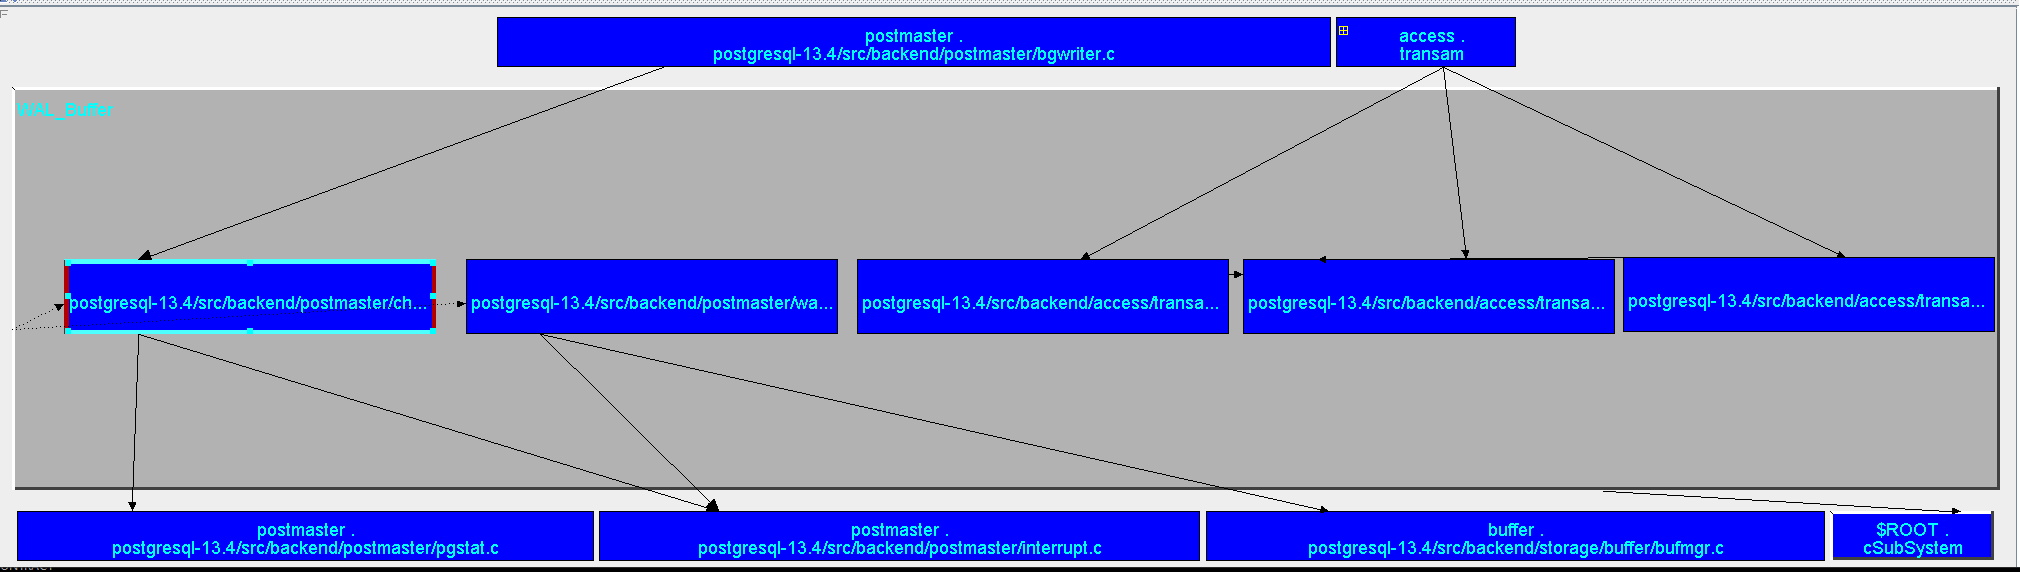 postmaster .
postgresql-13.4/src/backend/postmaster/bgwriter.c
access .
transam
WAL_Buffer
postgresql-13.4/src/backend/postmaster/ch...
postgresql-13.4/src/backend/postmaster/wa...
postgresql-13.4/src/backend/access/transa...
postgresql-13.4/src/backend/access/transa...
postgresql-13.4/src/backend/access/transa...
postmaster .
postgresql-13.4/src/backend/postmaster/pgstat.c
postmaster .
postgresql-13.4/src/backend/postmaster/interrupt.c
buffer .
postgresql-13.4/src/backend/storage/buffer/bufmgr.c
$ROOT .
cSubSystem